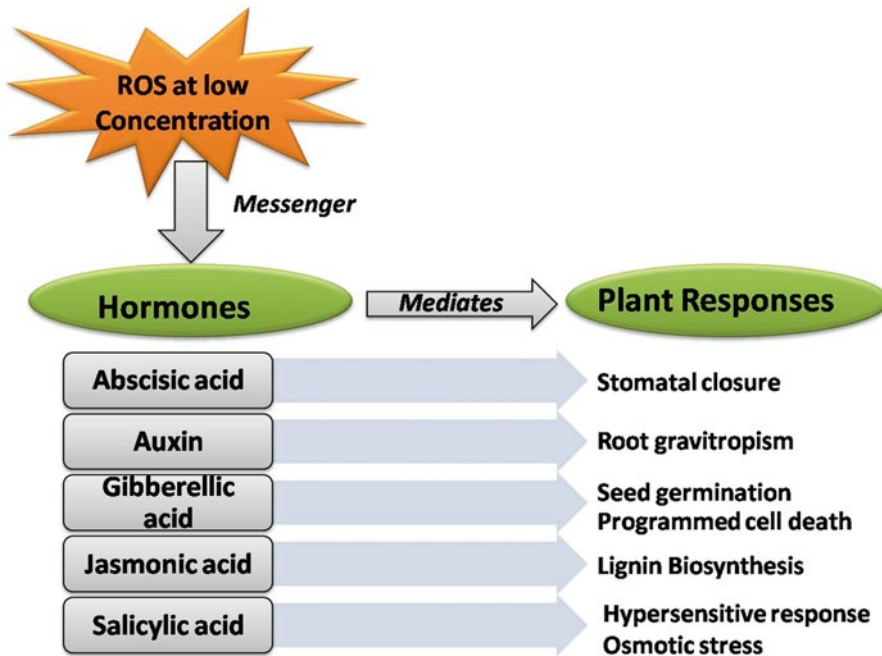 ROS at low
Concentration
Messenger
Hormones
Mediates
Plant Responses
Abscisic acid
Stomatal closure
Auxin
Root gravitropism
Gibberellic
acid
Seed germination
Programmed cell death
Jasmonic acid
Lignin Biosynthesis
Salicylic acid
Hypersensitive response
Osmotic stress